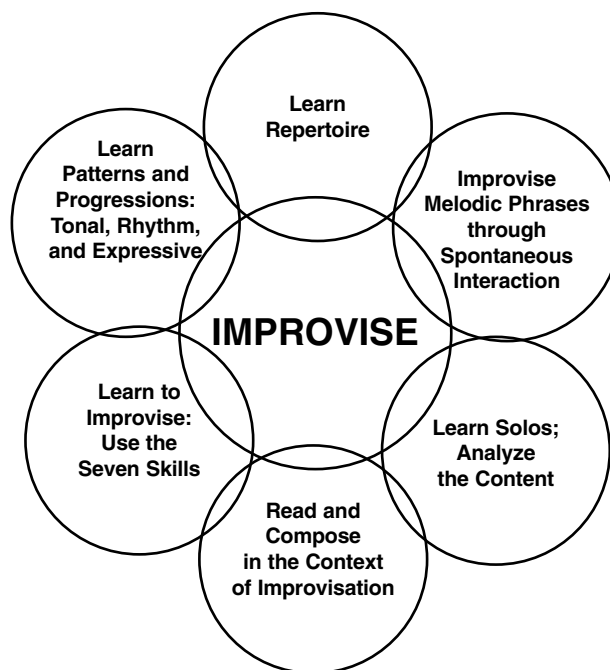 Learn
Repertoire
Learn
Patterns and
Progressions:
Tonal, Rhythm,
and Expressive
Improvise
Melodic Phrases
through
Spontaneous
Interaction
IMPROVISE
Learn to
Improvise:
Use the
Seven Skills
Learn Solos;
Analyze
the Content
Read and
Compose
in the Context
of Improvisation